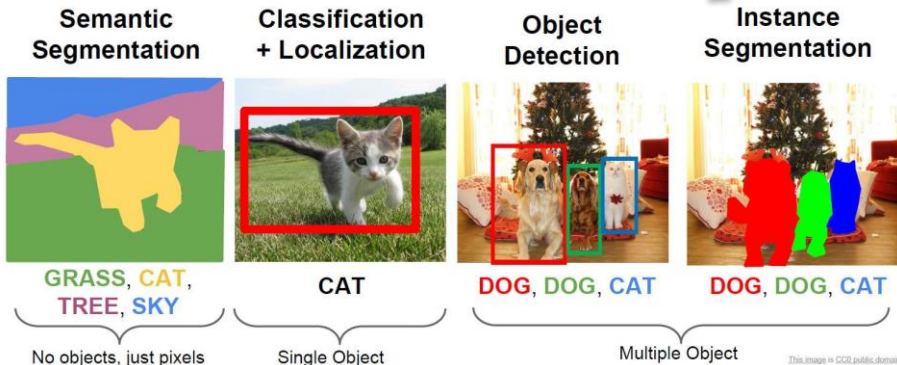 Semantic
Segmentation
Classification
+ Localization
Object
Detection
Instance
Segmentation
GRASS, CAT,
TREE, SKY
CAT
DOG, DOG, CAT
DOG, DOG, CAT
No objects, just pixels
Single Object
Multiple Object
This image is CC0 public domain